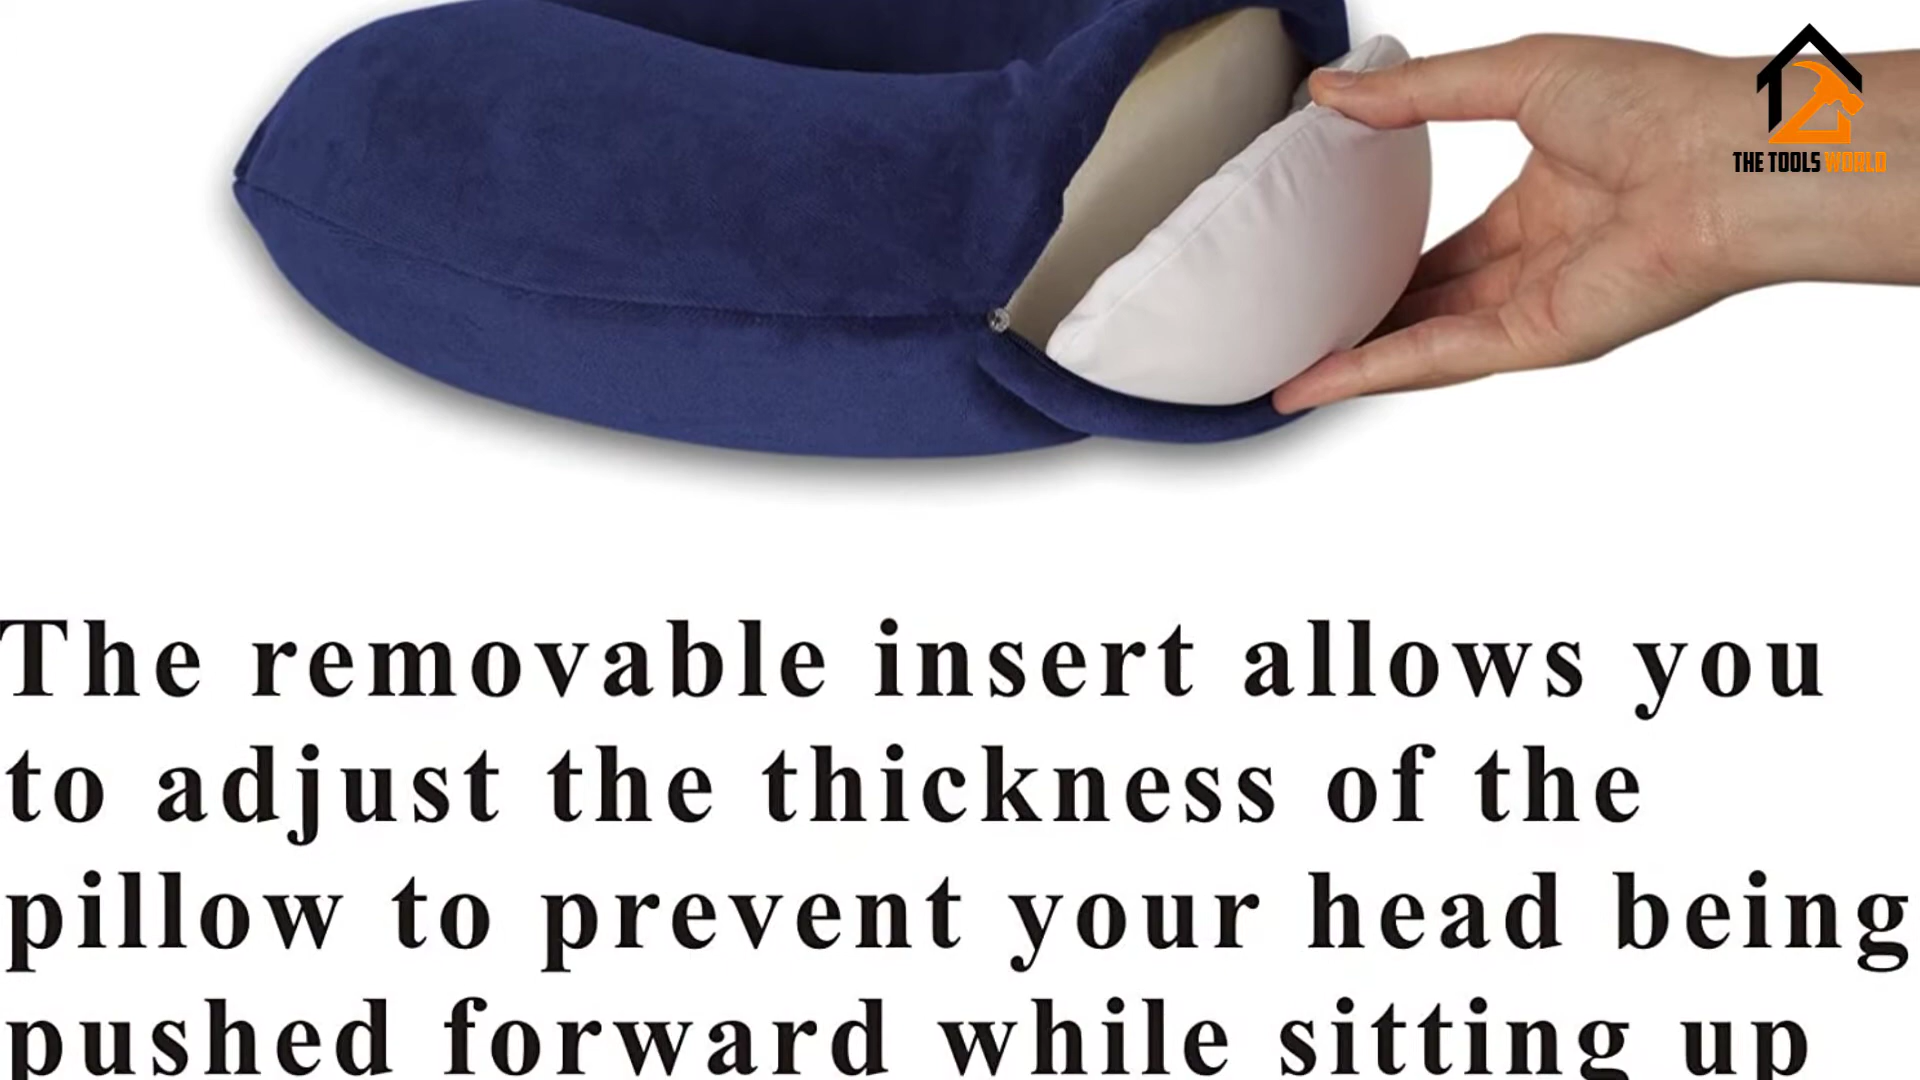 THE TOOLS WORLD
The removable insert allows you
to adjust the thickness of the
pillow to prevent your head being
pushed forward while sitting up